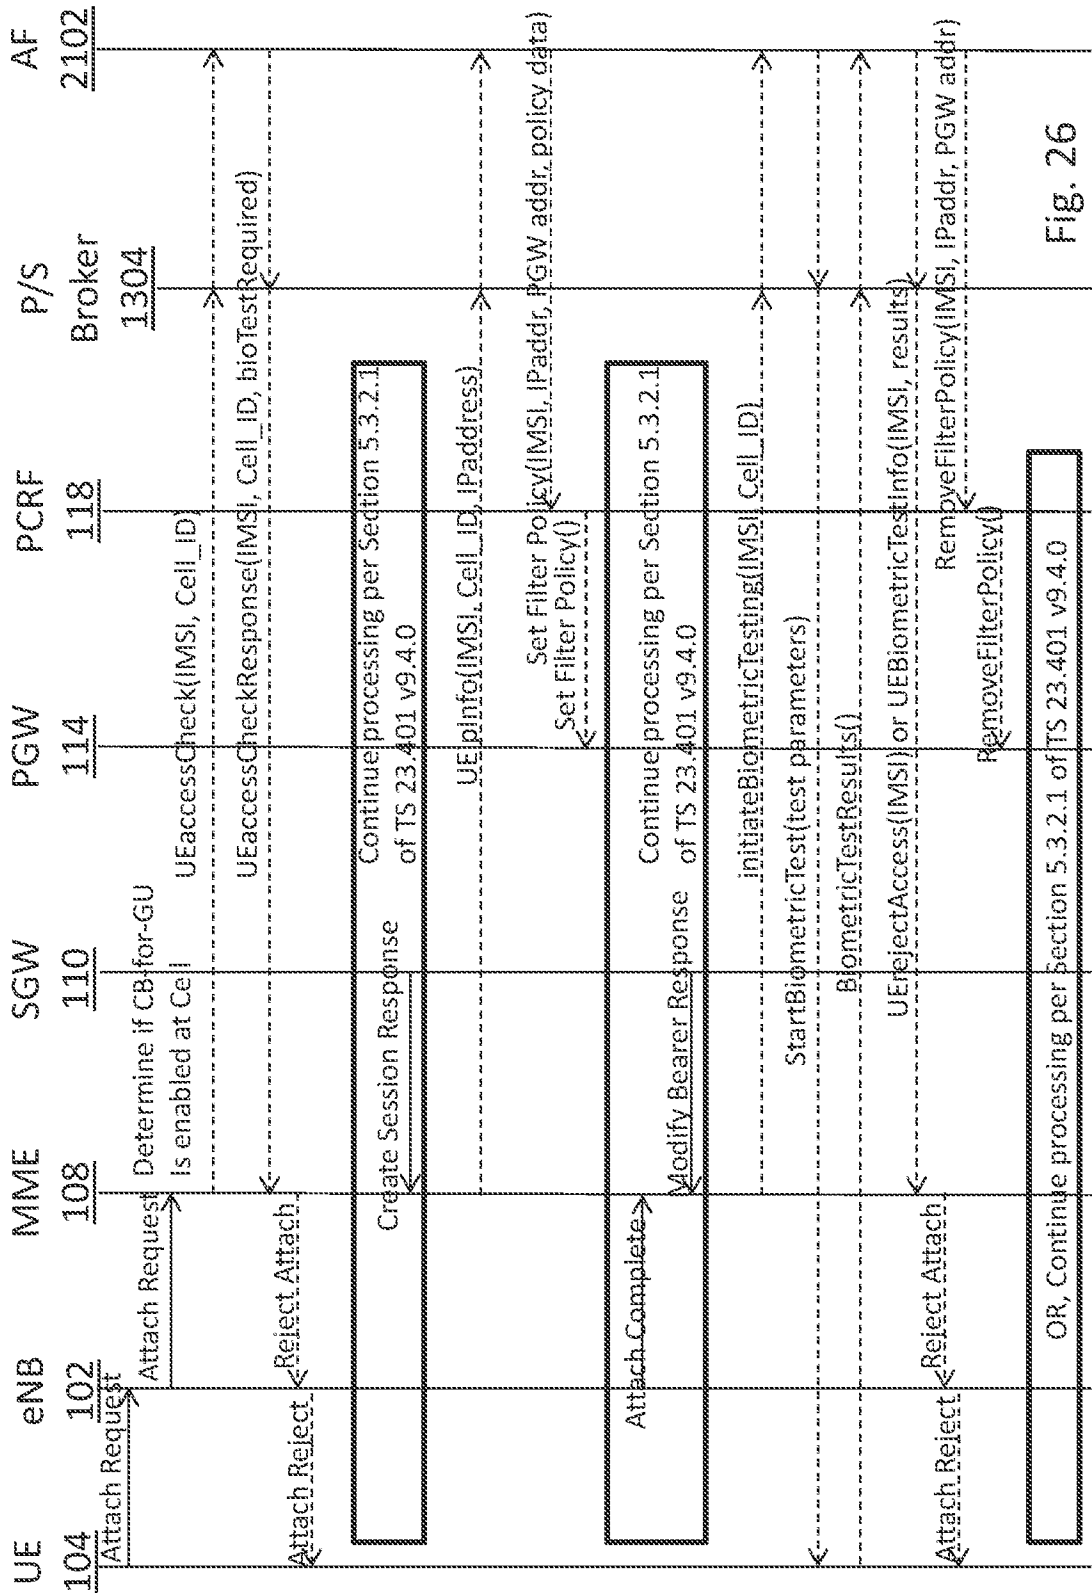 UE
104
eNB
102
MME
108
SGW
110
PGW
114
PCRF
118
P/S
Broker
1304
AF
2102
Attach Request
Attach Request
Determine if CB-for-GU
Is enabled at Cell
UEaccessCheck(IMSI, Cell_ID)
UEaccessCheckResponse(IMSI, Cell_ID, bioTestRequired)
Reject Attach
Attach Reject
Continue processing per Section 5.3.2.1
of TS 23.401 v9.4.0
Create Session Response
UEpInfo(IMSI, Cell_ID, IPaddress)
Set Filter Policy(IMSI, IPaddr, PGW addr, policy data)
Set Filter Policy()
Continue processing per Section 5.3.2.1
of TS 23.401 v9.4.0
Attach Complete
Modify Bearer Response
initiateBiometricTesting(IMSI, Cell_ID)
StartBiometricTest(test parameters)
BiometricTestResults()
UErejectAccess(IMSI) or UEBiometricTestInfo(IMSI, results)
Reject Attach
Attach Reject
RemoveFilterPolicy(IMSI, IPaddr, PGW addr)
RemoveFilterPolicy()
OR, Continue processing per Section 5.3.2.1 of TS 23.401 v9.4.0
Fig. 26